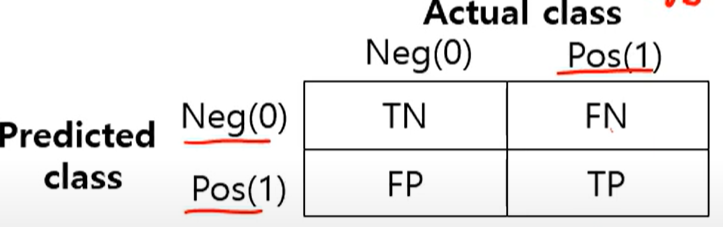 Actual class
Neg(0) Pos(1)
Predicted class
Neg(0) TN FN
Pos(1) FP TP